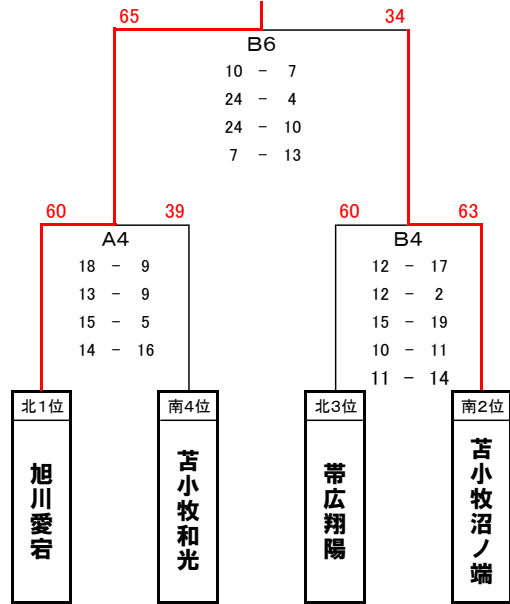 65 34
B6
10 － 7
24 － 4
24 － 10
7 － 13
60 39 60 63
A4 B4
18 － 9 12 － 17
13 － 9 12 － 2
15 － 5 15 － 19
14 － 16 10 － 11
11 － 14
北1位 南4位 北3位 南2位
旭川愛宕
苫小牧和光
帯広翔陽
苫小牧沼ノ端